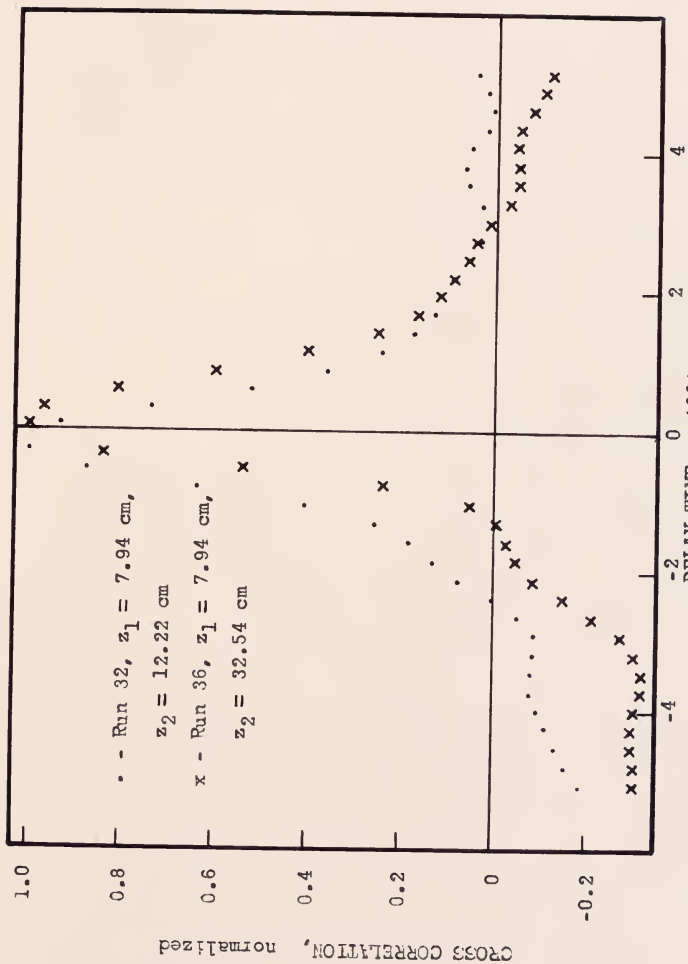 1.0
0.8
0.6
0.4
0.2
0
-0.2
CROSS CORRELATION, normalized
. - Run 32, z1 = 7.94 cm,
z2 = 12.22 cm
x - Run 36, z1 = 7.94 cm,
z2 = 32.54 cm
-4
-2
0
2
4